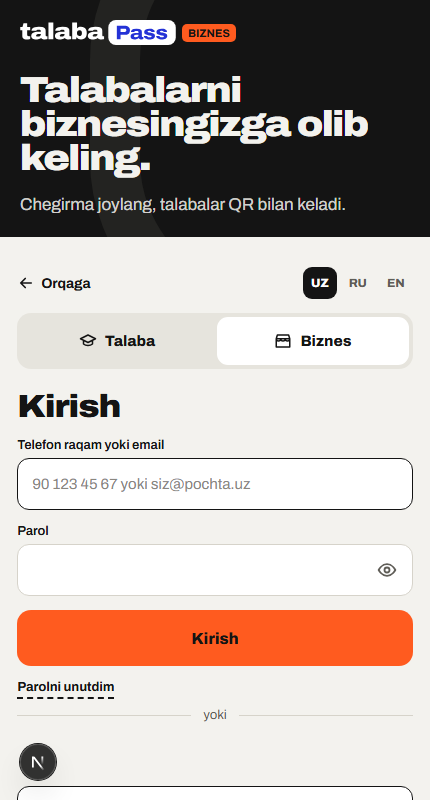 talaba Pass BIZNES
Talabalarni
biznesingizga olib
keling.
Chegirma joylang, talabalar QR bilan keladi.
← Orqaga
UZ RU EN
Talaba Biznes
Kirish
Telefon raqam yoki email
90 123 45 67 yoki siz@pochta.uz
Parol
Kirish
Parolni unutdim
yoki
N